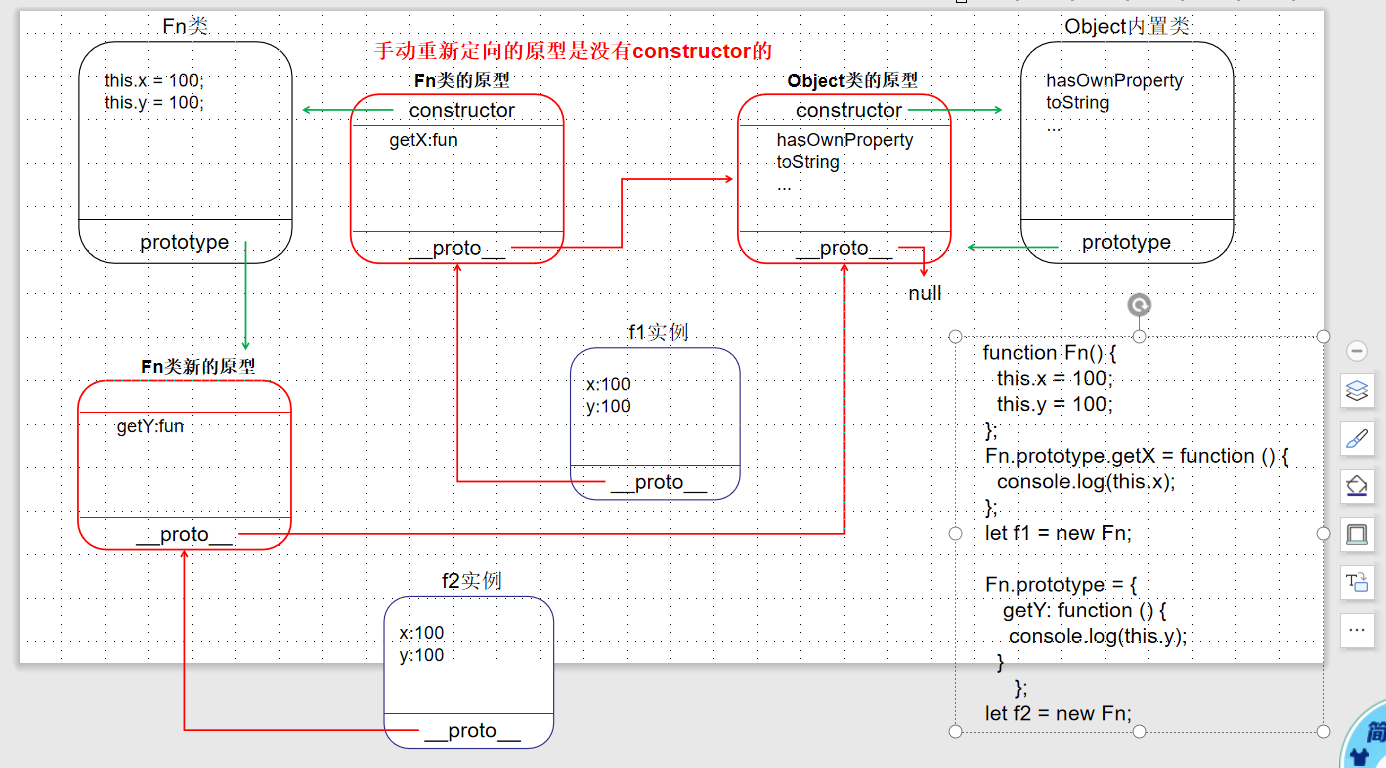 Fn类
this.x = 100;
this.y = 100;
prototype
手动重新定向的原型是没有constructor的
Fn类的原型
constructor
getX:fun
__proto__
Object类的原型
constructor
hasOwnProperty
toString
...
__proto__
null
Object内置类
hasOwnProperty
toString
...
prototype
Fn类新的原型
getY:fun
__proto__
f1实例
x:100
y:100
__proto__
f2实例
x:100
y:100
__proto__
function Fn() {
this.x = 100;
this.y = 100;
};
Fn.prototype.getX = function () {
console.log(this.x);
};
let f1 = new Fn;
Fn.prototype = {
getY: function () {
console.log(this.y);
}
};
let f2 = new Fn;
简